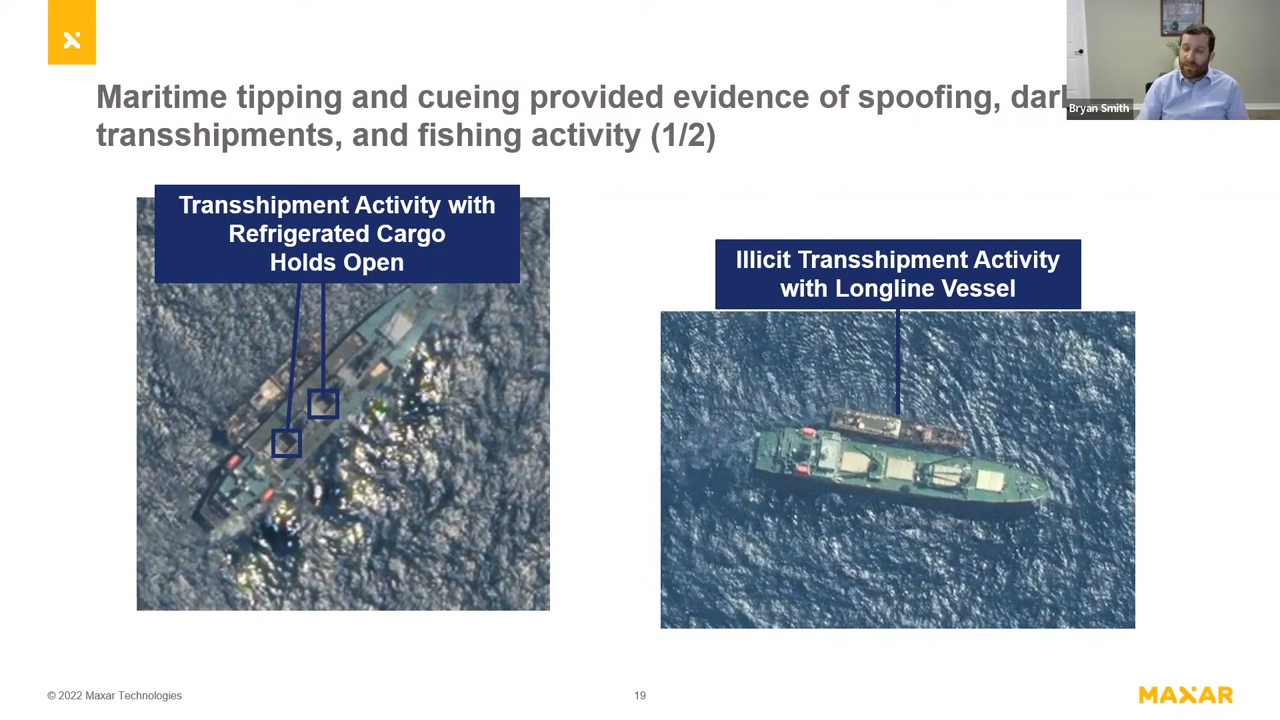 Maritime tipping and cueing provided evidence of spoofing,
transshipments, and fishing activity (1/2)
Bryan Smith
Transshipment Activity with
Refrigerated Cargo
Holds Open
Illicit Transshipment Activity
with Longline Vessel
© 2022 Maxar Technologies
19
MAXAR